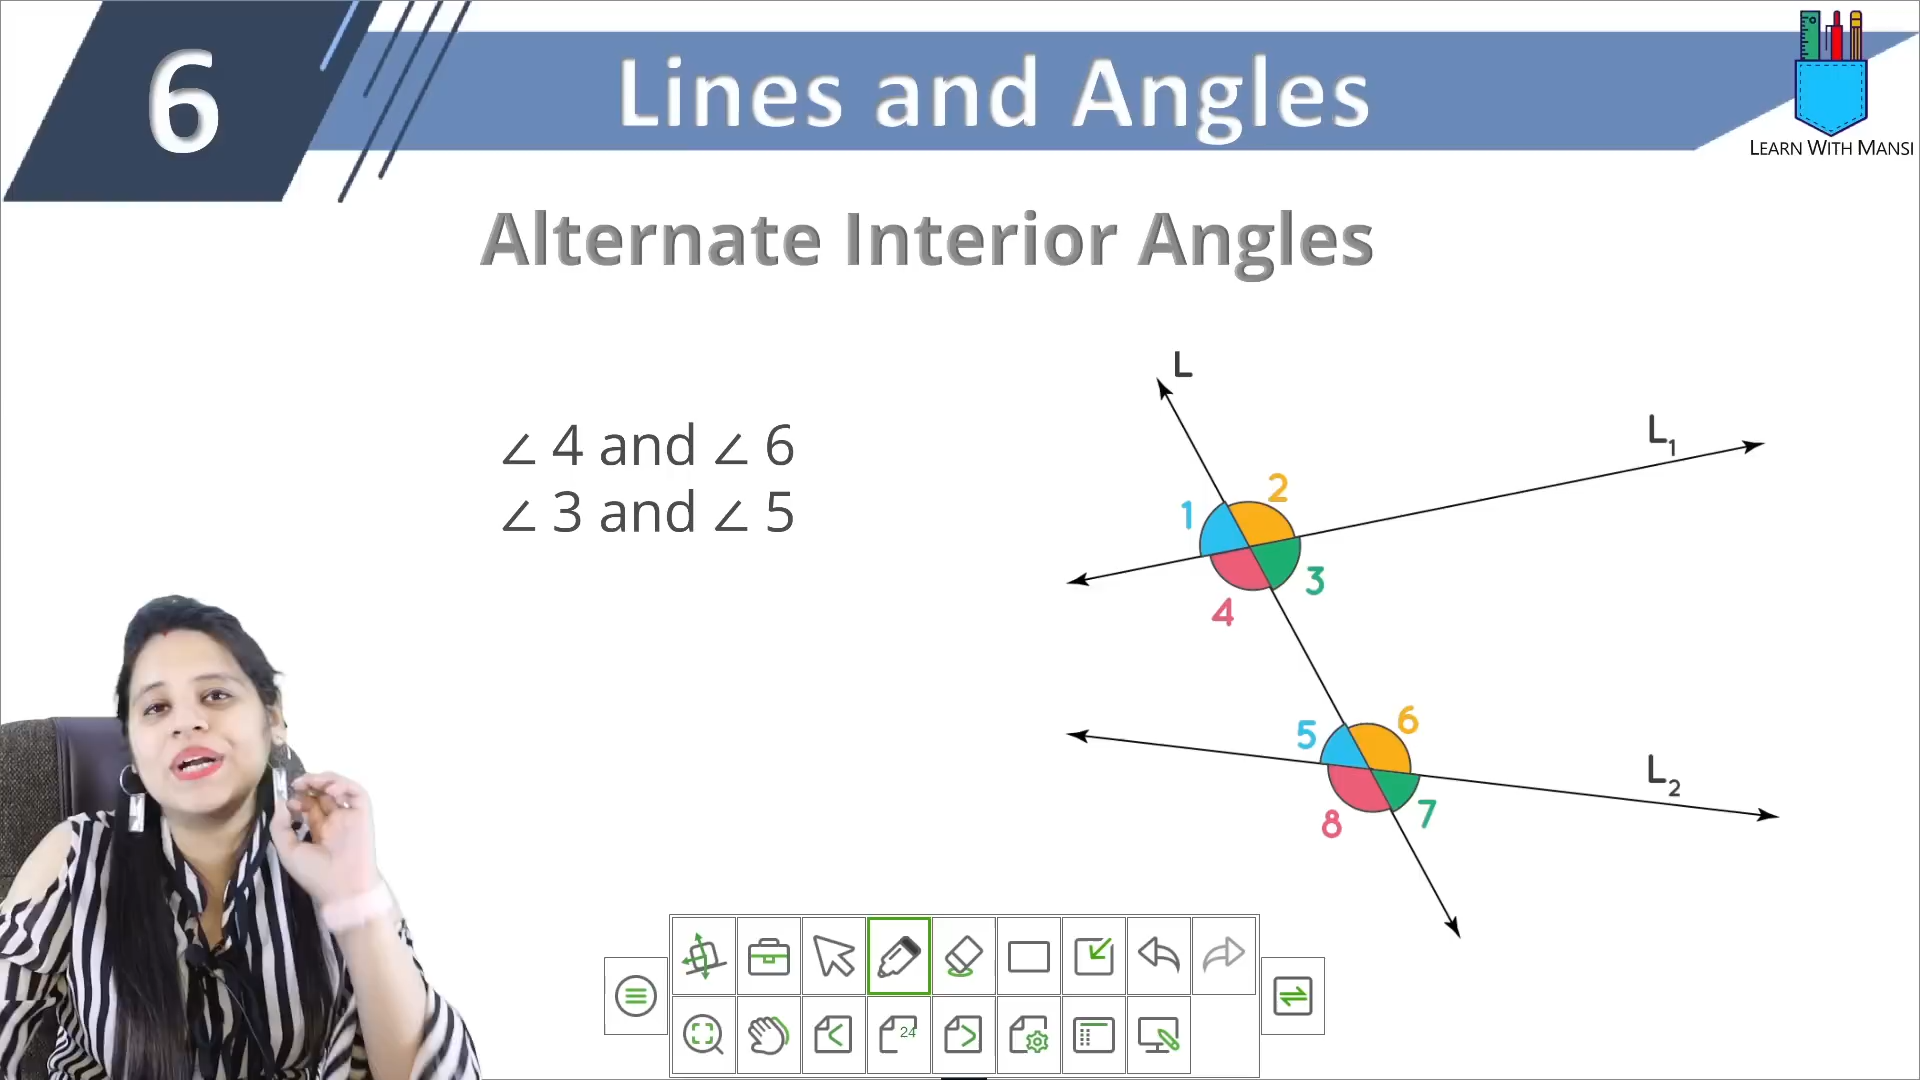 6
Lines and Angles
LEARN WITH MANSI
Alternate Interior Angles
∠ 4 and ∠ 6
∠ 3 and ∠ 5
L
L₁
1
2
3
4
5
6
L₂
7
8
24